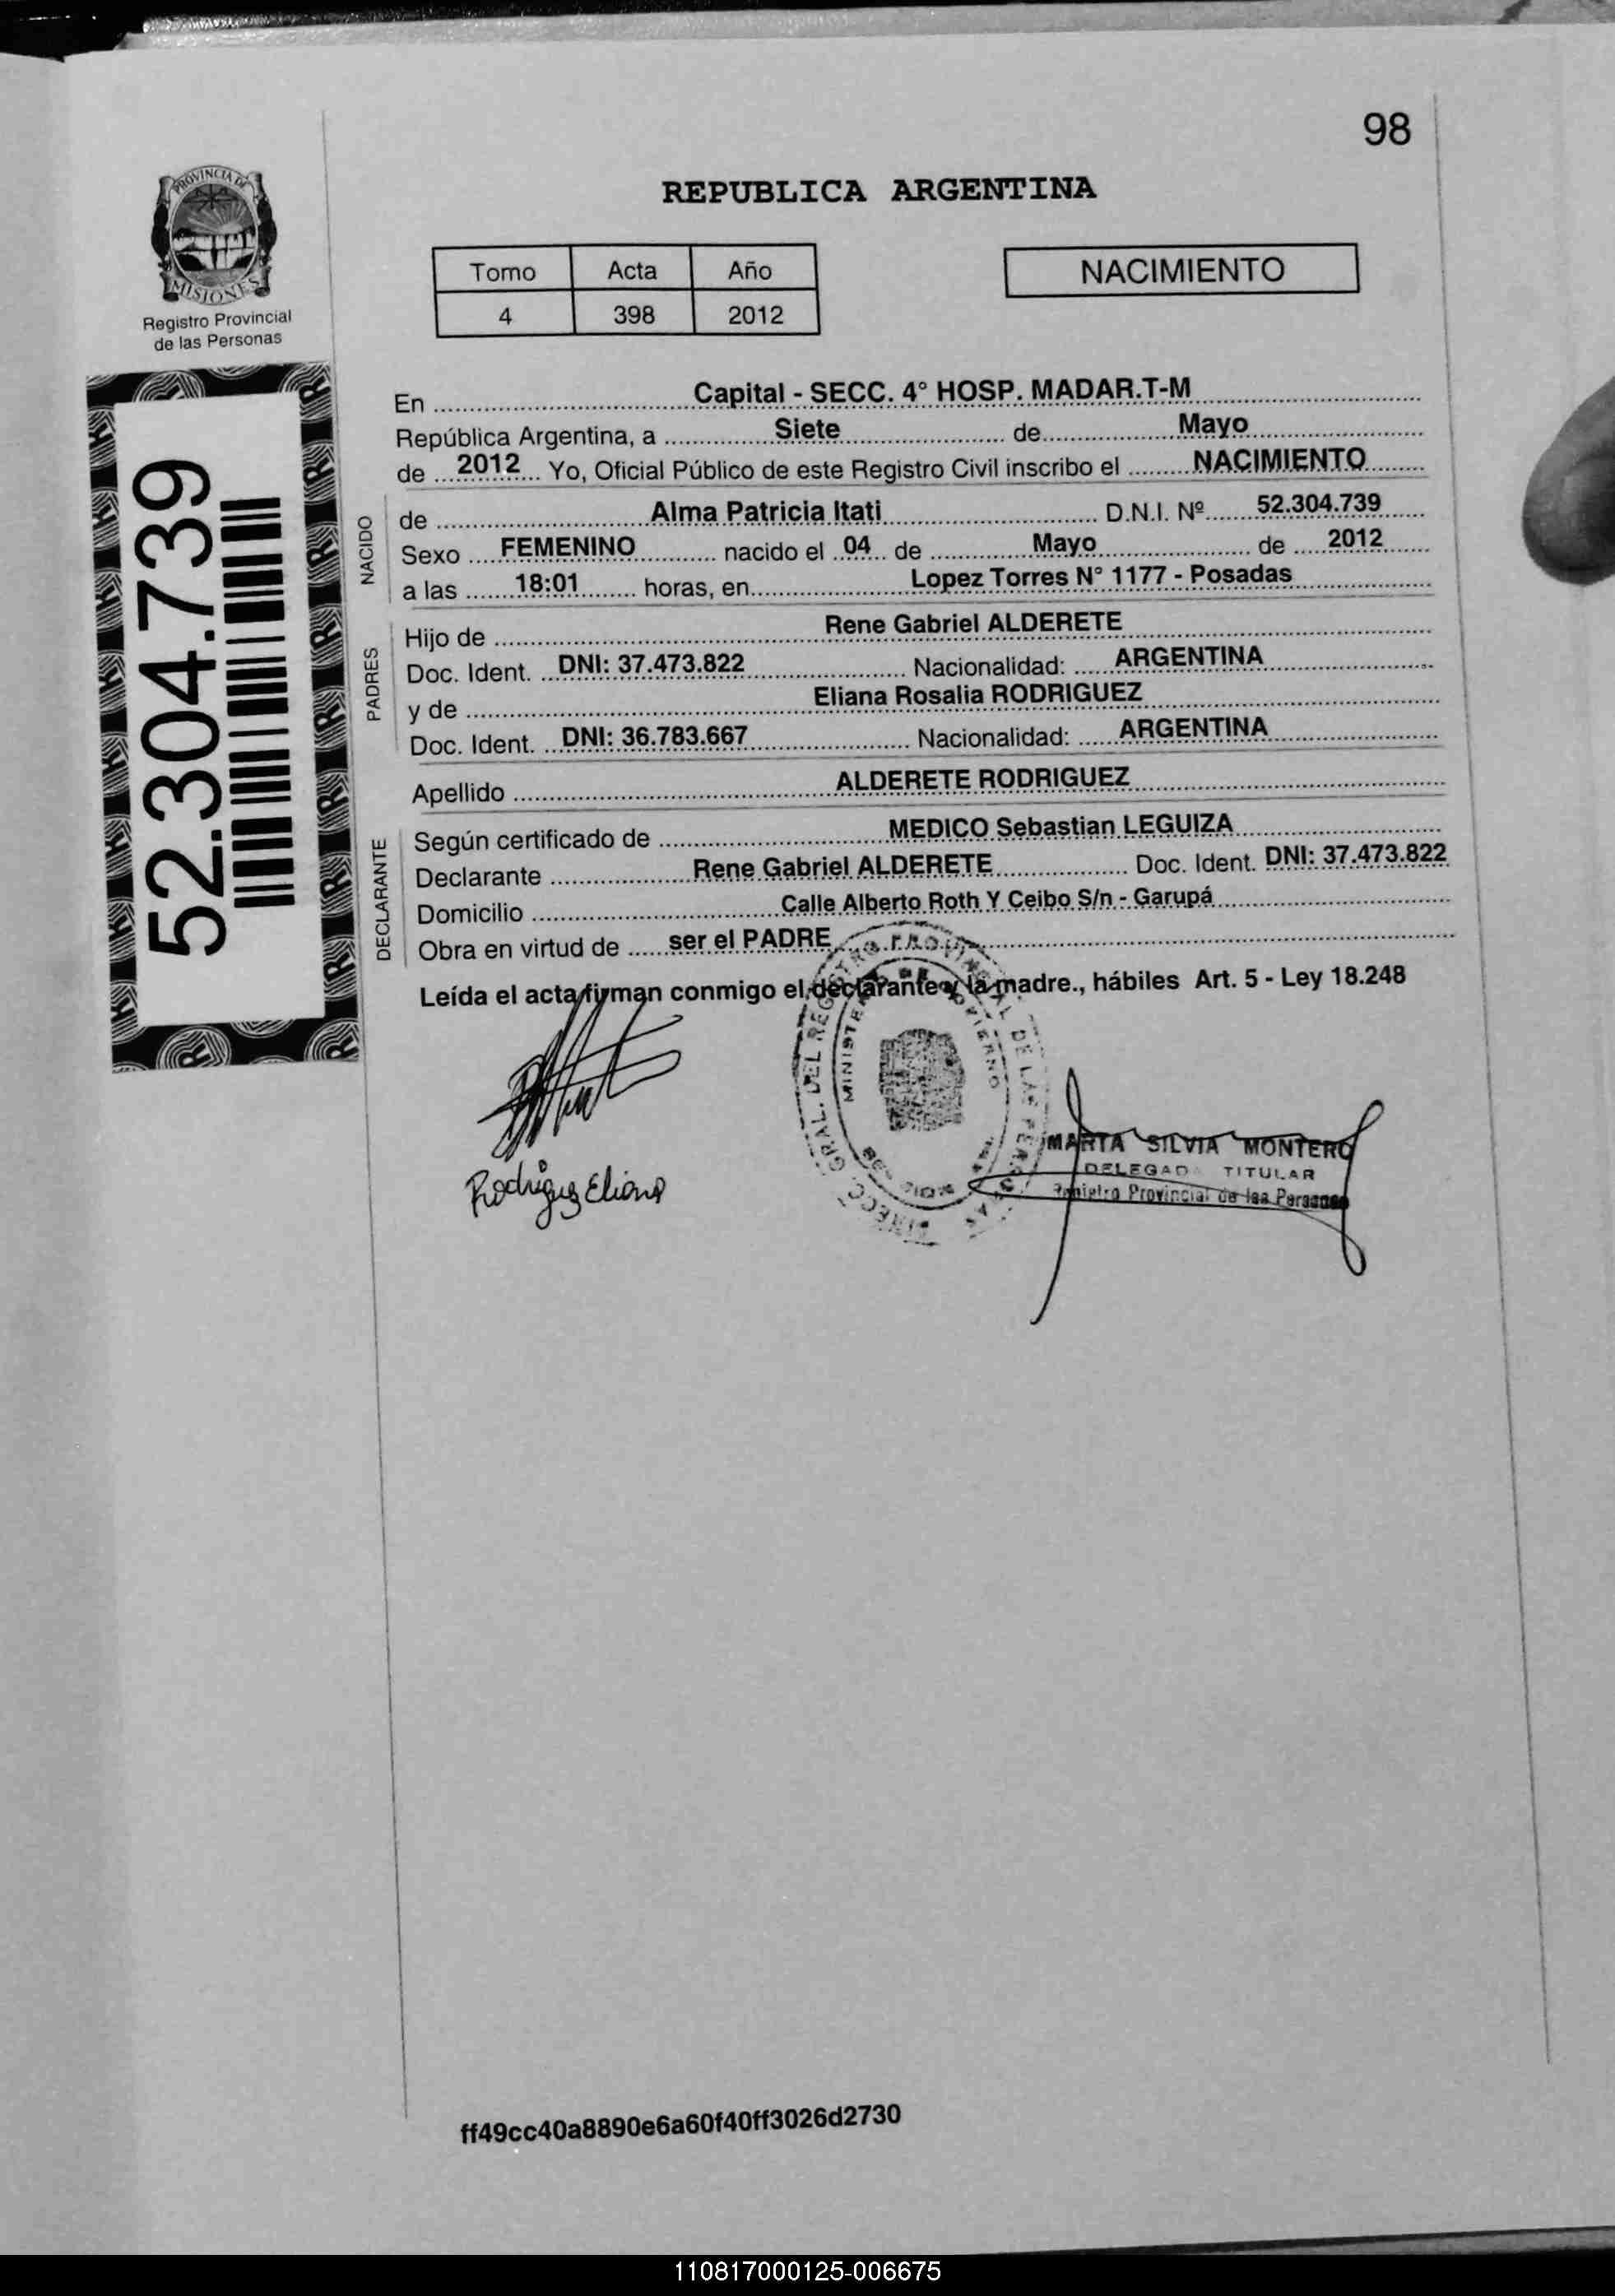 98
PROVINCIA DE
MISIONES
Registro Provincial
de las Personas
REPUBLICA ARGENTINA
Tomo Acta Año
4 398 2012
NACIMIENTO
52.304.739
En Capital - SECC. 4° HOSP. MADAR.T-M
República Argentina, a Siete de Mayo
de 2012 Yo, Oficial Público de este Registro Civil inscribo el NACIMIENTO
NACIDO
de Alma Patricia Itati D.N.I. Nº 52.304.739
Sexo FEMENINO nacido el 04 de Mayo de 2012
a las 18:01 horas, en Lopez Torres N° 1177 - Posadas
PADRES
Hijo de Rene Gabriel ALDERETE
Doc. Ident. DNI: 37.473.822 Nacionalidad: ARGENTINA
y de Eliana Rosalia RODRIGUEZ
Doc. Ident. DNI: 36.783.667 Nacionalidad: ARGENTINA
Apellido ALDERETE RODRIGUEZ
DECLARANTE
Según certificado de MEDICO Sebastian LEGUIZA
Declarante Rene Gabriel ALDERETE Doc. Ident. DNI: 37.473.822
Domicilio Calle Alberto Roth Y Ceibo S/n - Garupá
Obra en virtud de ser el PADRE
Leída el acta firman conmigo el declarante y la madre., hábiles Art. 5 - Ley 18.248
Rodriguez Eliana
MARTA SILVIA MONTERO
DELEGADA TITULAR
Registro Provincial de las Personas
ff49cc40a8890e6a60f40ff3026d2730
110817000125-006675